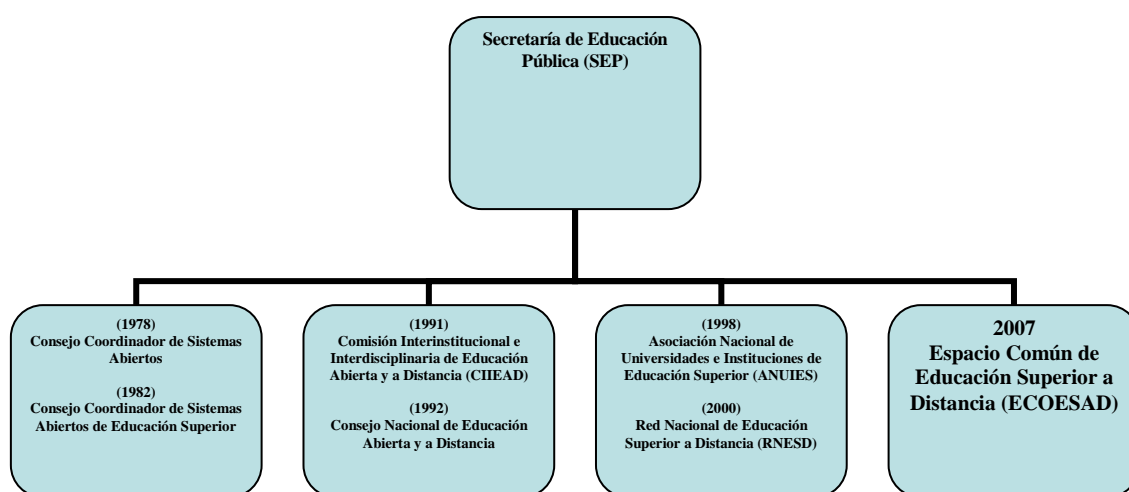 Secretaría de Educación
Pública (SEP)
(1978)
Consejo Coordinador de Sistemas
Abiertos
(1982)
Consejo Coordinador de Sistemas
Abiertos de Educación Superior
(1991)
Comisión Interinstitucional e
Interdisciplinaria de Educación
Abierta y a Distancia (CIIEAD)
(1992)
Consejo Nacional de Educación
Abierta y a Distancia
(1998)
Asociación Nacional de
Universidades e Instituciones de
Educación Superior (ANUIES)
(2000)
Red Nacional de Educación
Superior a Distancia (RNESD)
2007
Espacio Común de
Educación Superior a
Distancia (ECOESAD)